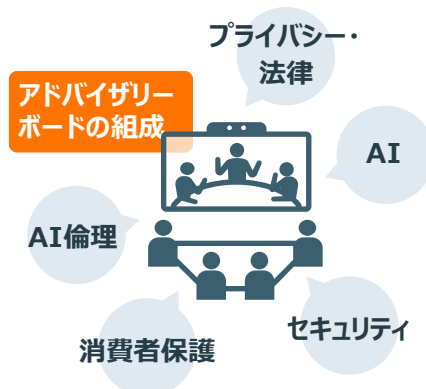 プライバシー・
法律
アドバイザリー
ボードの組成
AI
AI倫理
セキュリティ
消費者保護